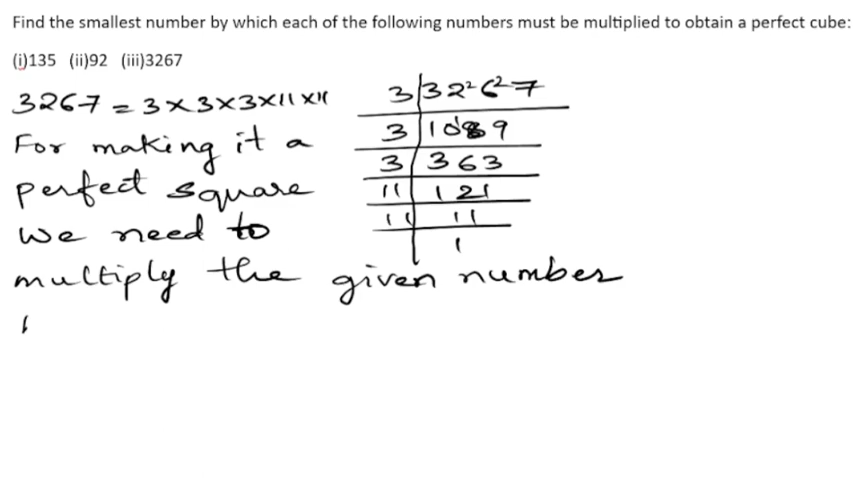 Find the smallest number by which each of the following numbers must be multiplied to obtain a perfect cube:
(i)135 (ii)92 (iii)3267
3267 = 3×3×3×11×11
3 | 3267
For making it a
3 | 1089
3 | 363
perfect square
11 | 121
11 | 11
we need to
1
multiply the given number